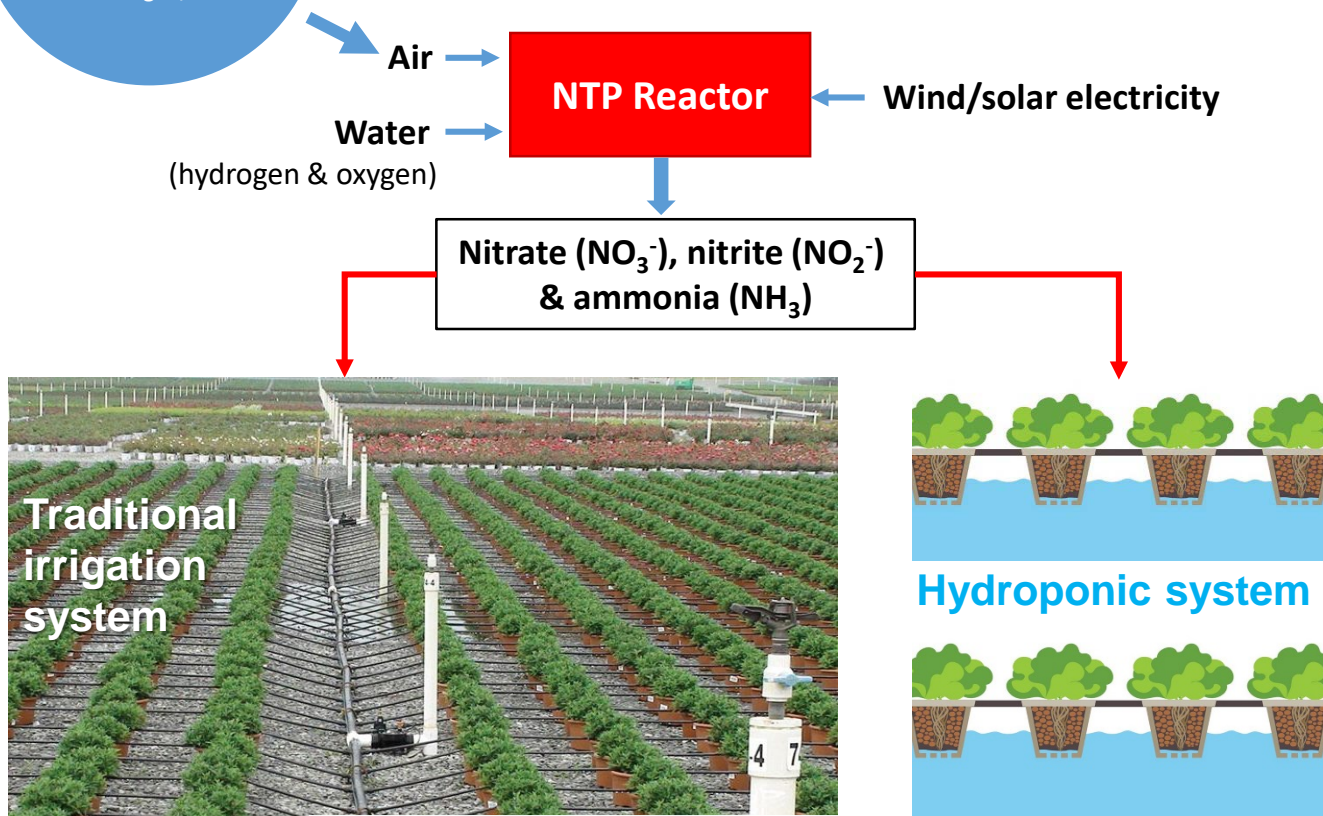 Air
NTP Reactor
Wind/solar electricity
Water
(hydrogen & oxygen)
Nitrate (NO₃⁻), nitrite (NO₂⁻)
& ammonia (NH₃)
Traditional
irrigation
system
Hydroponic system
-4
-4 7